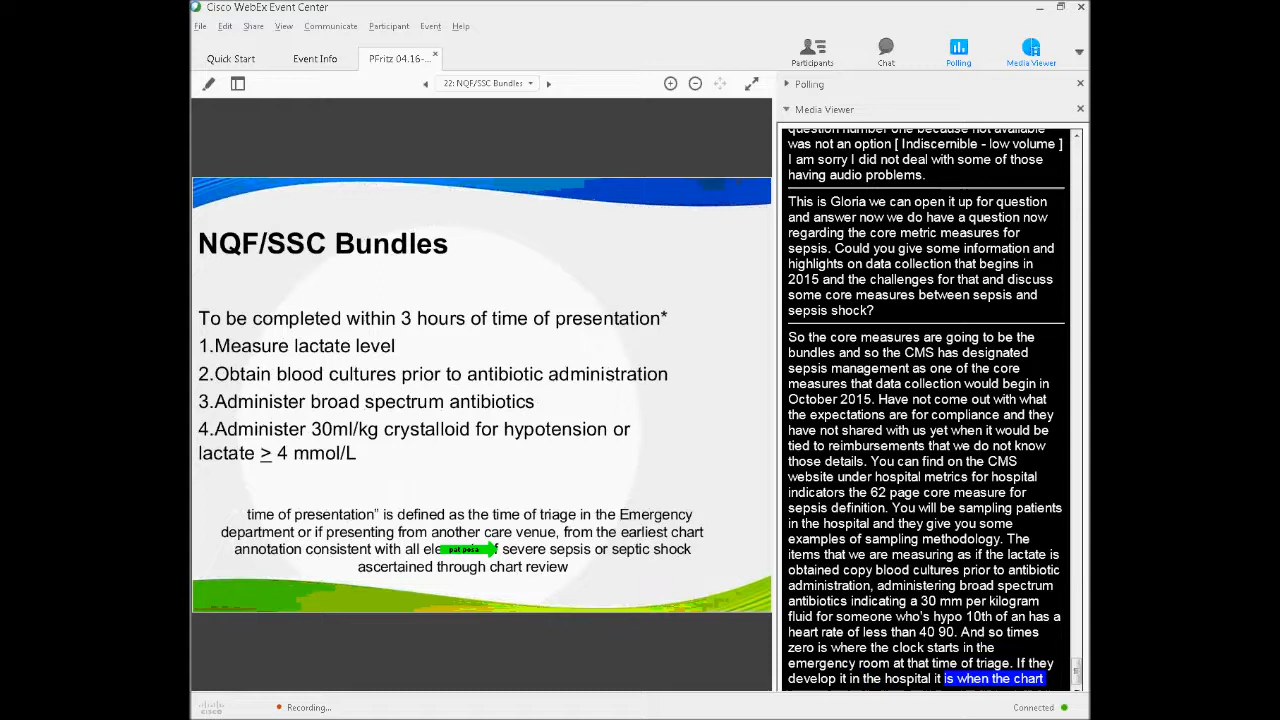 Cisco WebEx Event Center
File Edit Share View Communicate Participant Event Help
Quick Start Event Info PFritz 04.16-...
Participants Chat Polling Media Viewer
22: NQF/SSC Bundles
Polling
Media Viewer
NQF/SSC Bundles
To be completed within 3 hours of time of presentation*
1.Measure lactate level
2.Obtain blood cultures prior to antibiotic administration
3.Administer broad spectrum antibiotics
4.Administer 30ml/kg crystalloid for hypotension or
lactate ≥ 4 mmol/L
time of presentation” is defined as the time of triage in the Emergency
department or if presenting from another care venue, from the earliest chart
annotation consistent with all severe sepsis or septic shock
pat posa
ascertained through chart review
question number one because not available
was not an option [ Indiscernible - low volume ]
I am sorry I did not deal with some of those
having audio problems.
This is Gloria we can open it up for question
and answer now we do have a question now
regarding the core metric measures for
sepsis. Could you give some information and
highlights on data collection that begins in
2015 and the challenges for that and discuss
some core measures between sepsis and
sepsis shock?
So the core measures are going to be the
bundles and so the CMS has designated
sepsis management as one of the core
measures that data collection would begin in
October 2015. Have not come out with what
the expectations are for compliance and they
have not shared with us yet when it would be
tied to reimbursements that we do not know
those details. You can find on the CMS
website under hospital metrics for hospital
indicators the 62 page core measure for
sepsis definition. You will be sampling patients
in the hospital and they give you some
examples of sampling methodology. The
items that we are measuring as if the lactate is
obtained copy blood cultures prior to antibiotic
administration, administering broad spectrum
antibiotics indicating a 30 mm per kilogram
fluid for someone who's hypo 10th of an has a
heart rate of less than 40 90. And so times
zero is where the clock starts in the
emergency room at that time of triage. If they
develop it in the hospital it is when the chart
Recording...
Connected